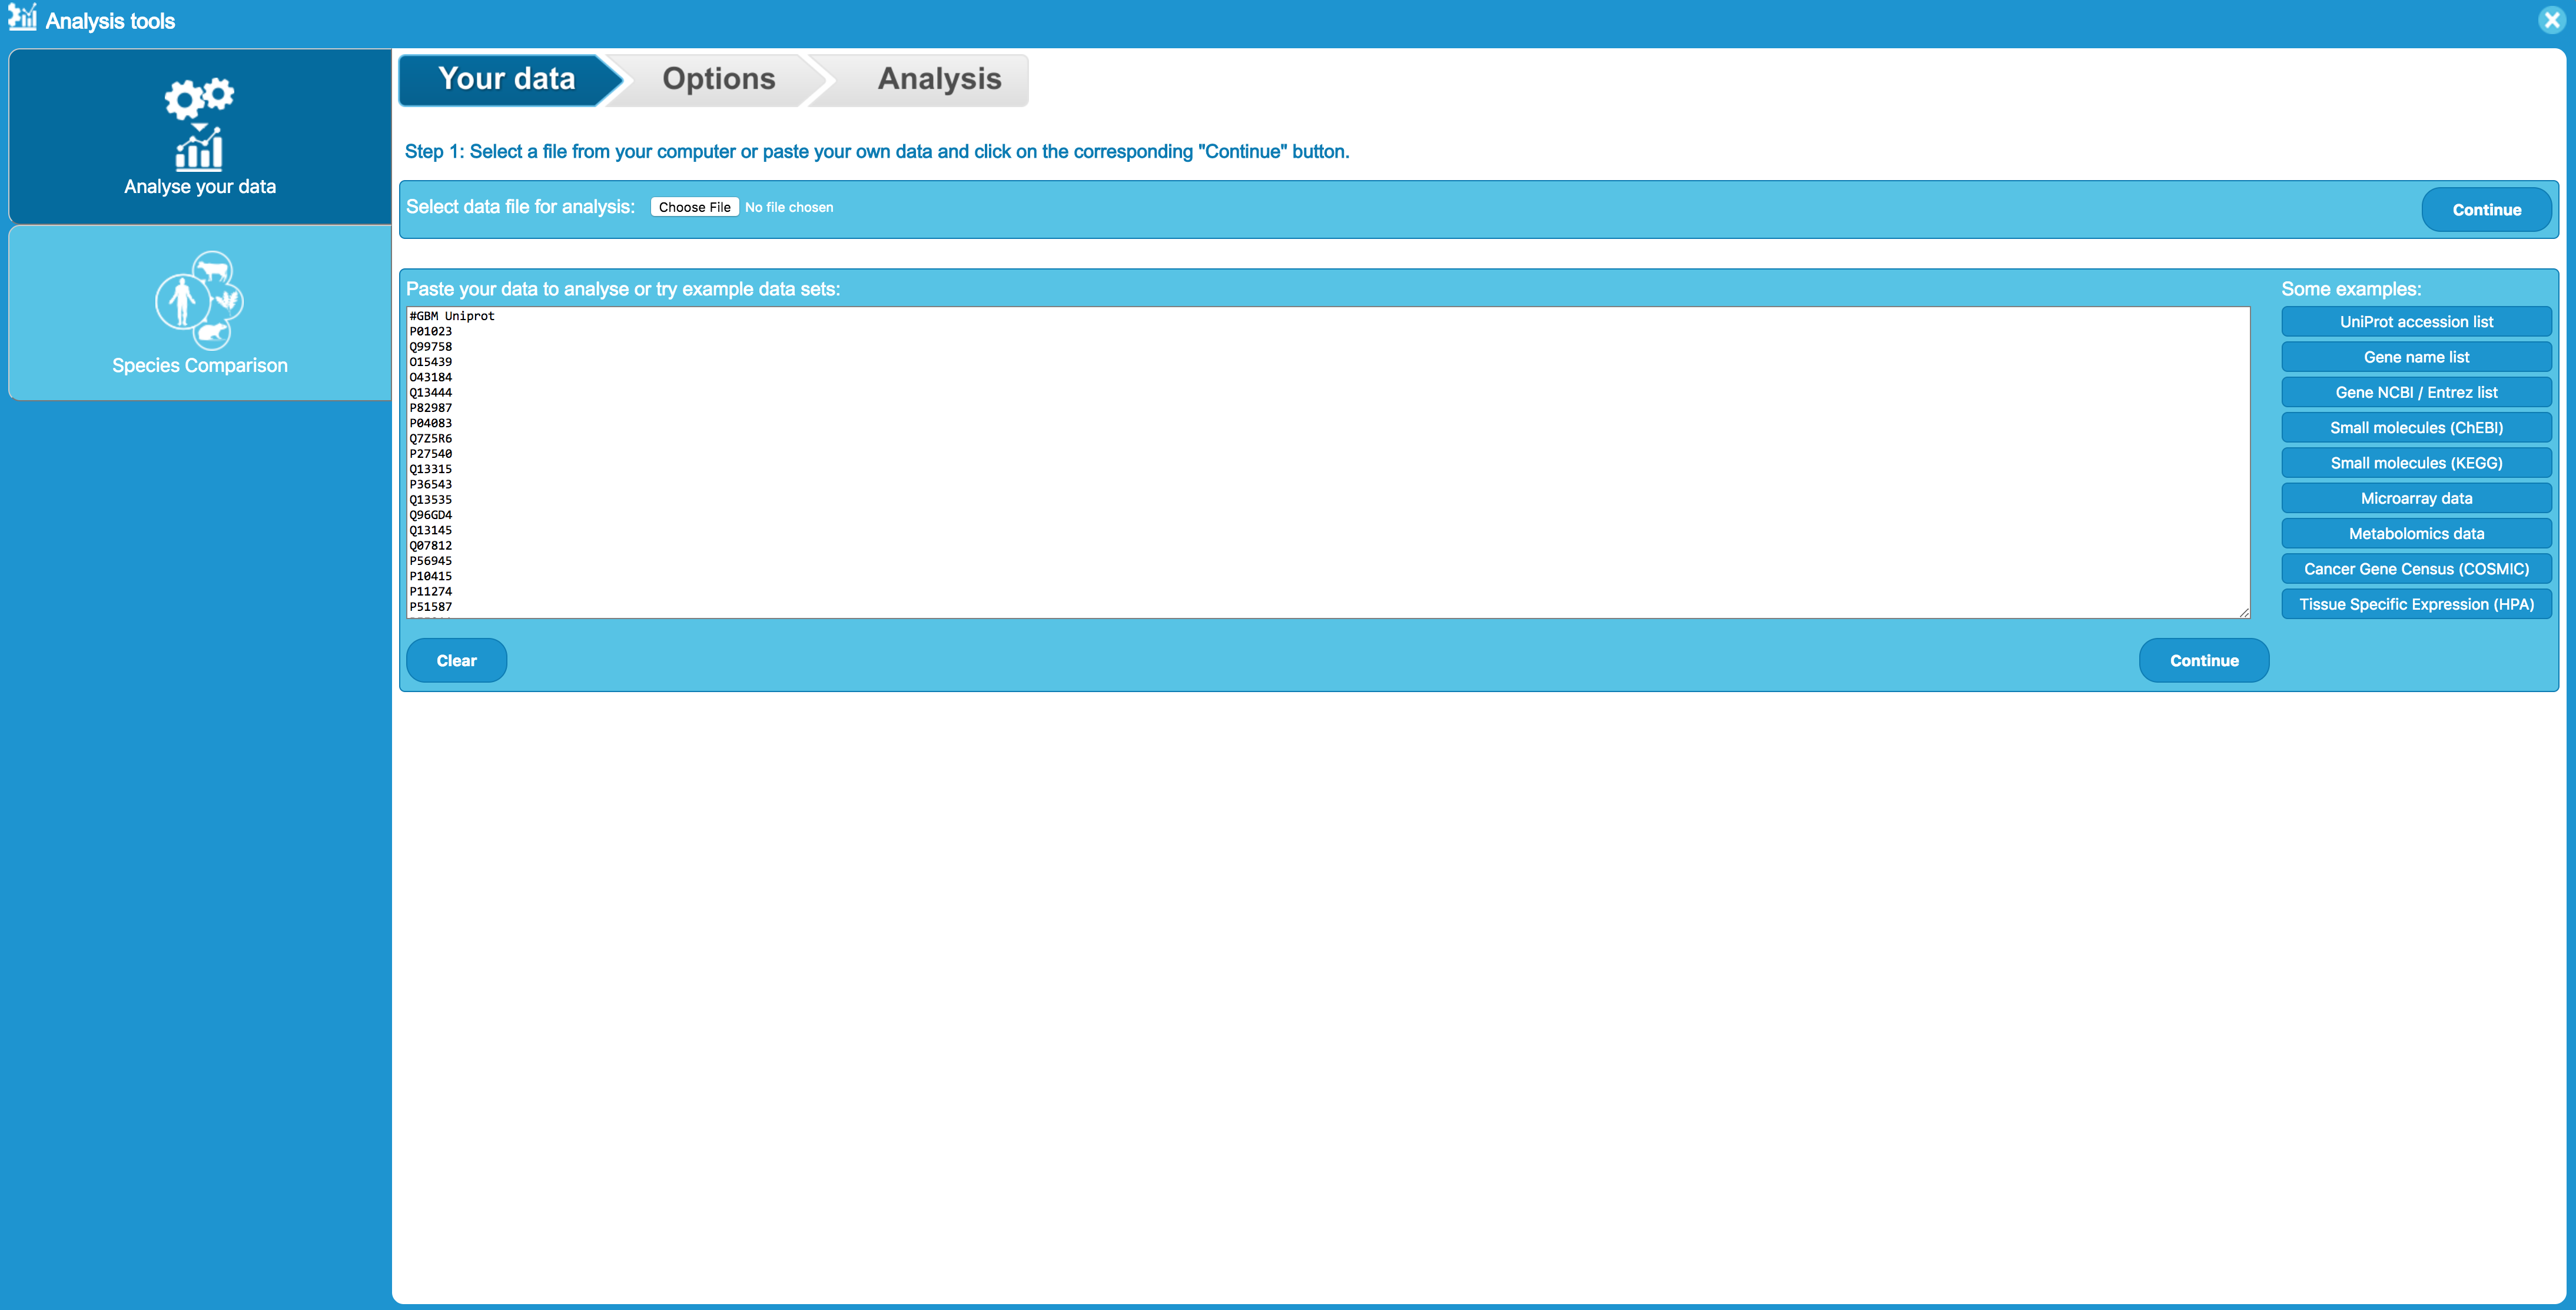 Analysis tools
Analyse your data
Species Comparison
Your data
Options
Analysis
Step 1: Select a file from your computer or paste your own data and click on the corresponding "Continue" button.
Select data file for analysis: Choose File No file chosen
Continue
Paste your data to analyse or try example data sets:
#GBM Uniprot
P01023
Q99758
O15439
O43184
Q13444
P82987
P04083
Q7Z5R6
P27540
Q13315
P36543
Q13535
Q96GD4
Q13145
Q07812
P56945
P10415
P11274
P51587
Clear
Continue
Some examples:
UniProt accession list
Gene name list
Gene NCBI / Entrez list
Small molecules (ChEBI)
Small molecules (KEGG)
Microarray data
Metabolomics data
Cancer Gene Census (COSMIC)
Tissue Specific Expression (HPA)